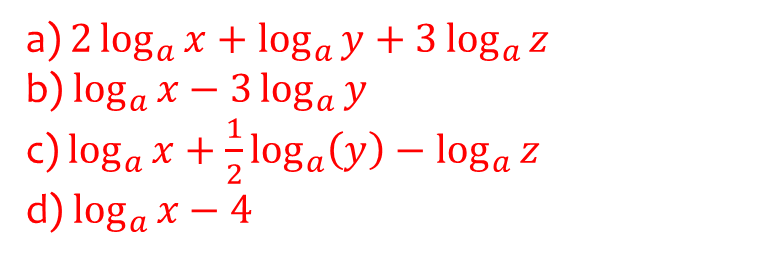 a) 2 logₐ x + logₐ y + 3 logₐ z
b) logₐ x − 3 logₐ y
c) logₐ x + ½ logₐ(y) − logₐ z
d) logₐ x − 4